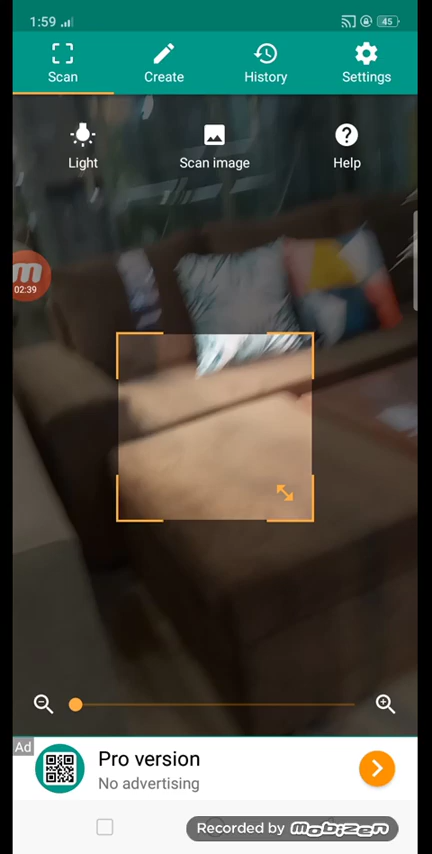 1:59
45
Scan
Create
History
Settings
Light
Scan image
Help
02:39
Ad
Pro version
No advertising
Recorded by mobizen